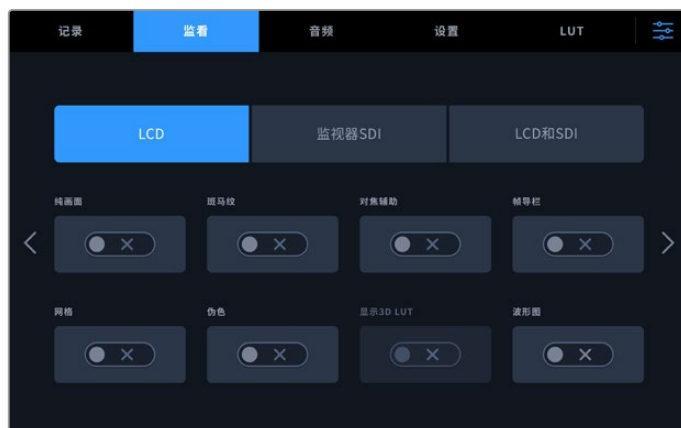 记录 监看 音频 设置 LUT
LCD 监视器SDI LCD和SDI
纯画面 斑马纹 对焦辅助 帧导栏
网格 伪色 显示3D LUT 波形图